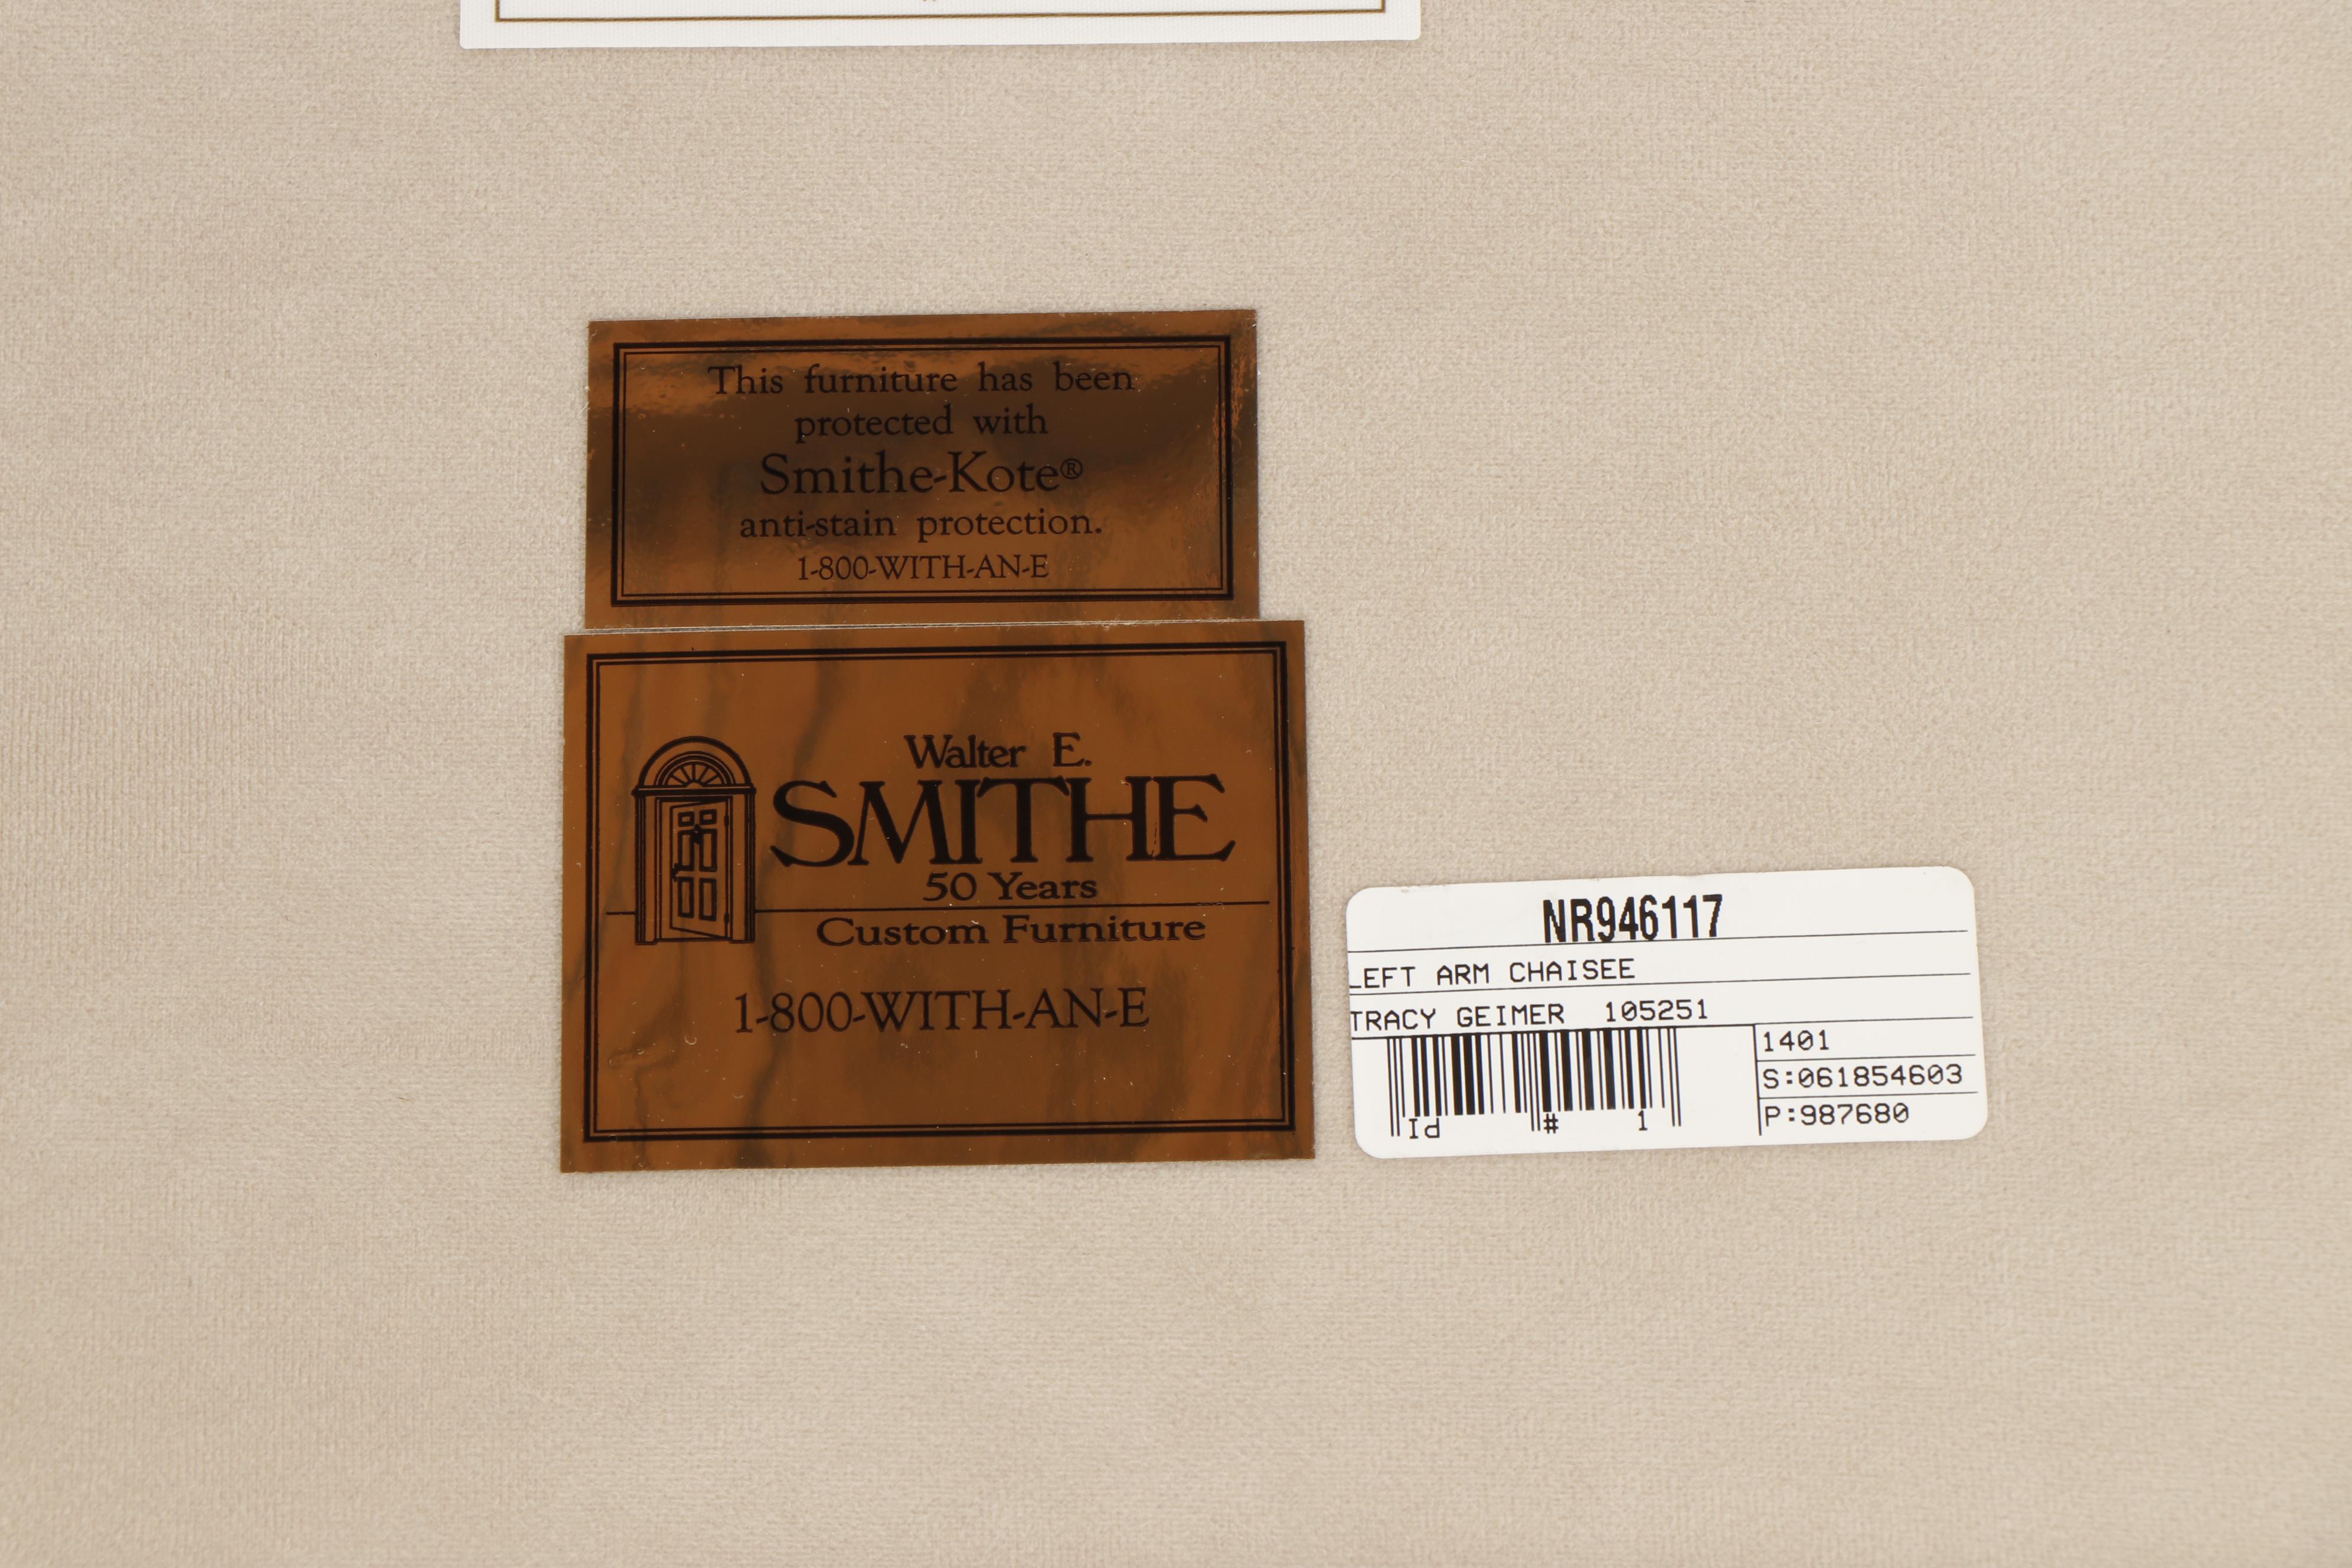 This furniture has been
protected with
Smithe-Kote®
anti-stain protection.
1-800-WITH-AN-E
Walter E.
SMITHE
50 Years
Custom Furniture
1-800-WITH-AN-E
NR946117
LEFT ARM CHAISEE
TRACY GEIMER 105251
1401
S:061854603
P:987680
Id # 1